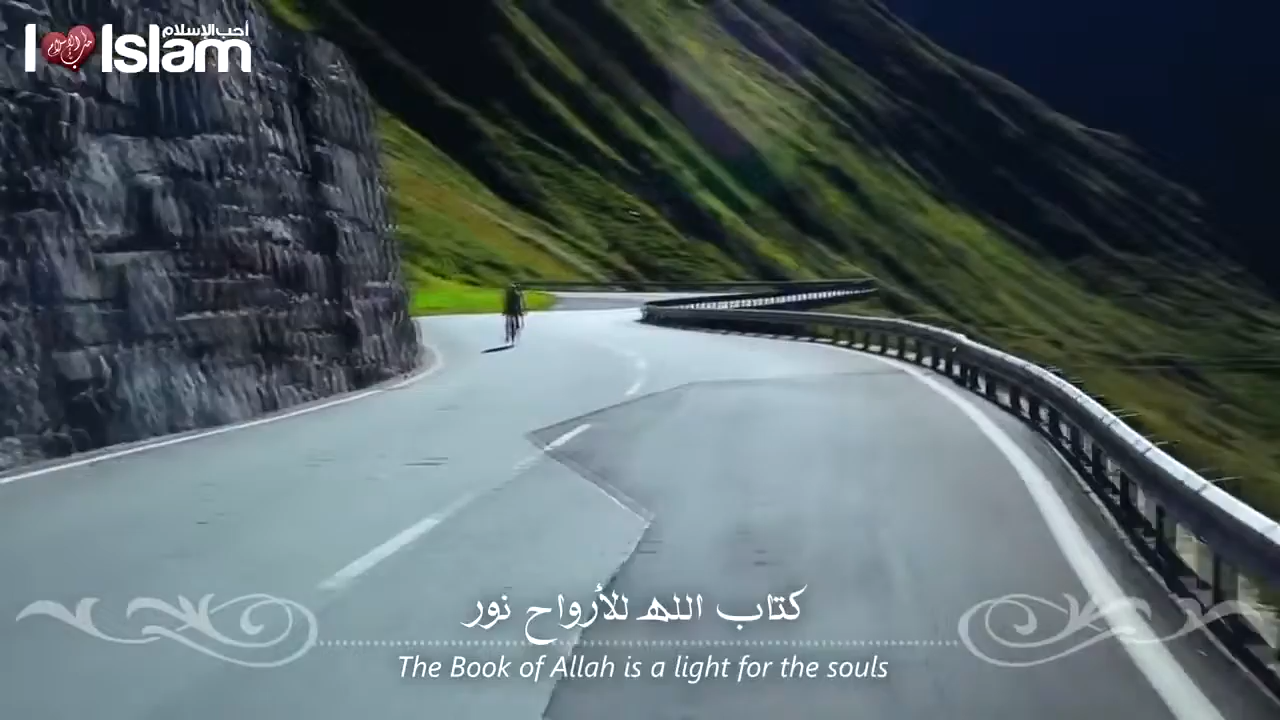 أحب الإسلام
I Islam
كتاب الله للأرواح نور
The Book of Allah is a light for the souls